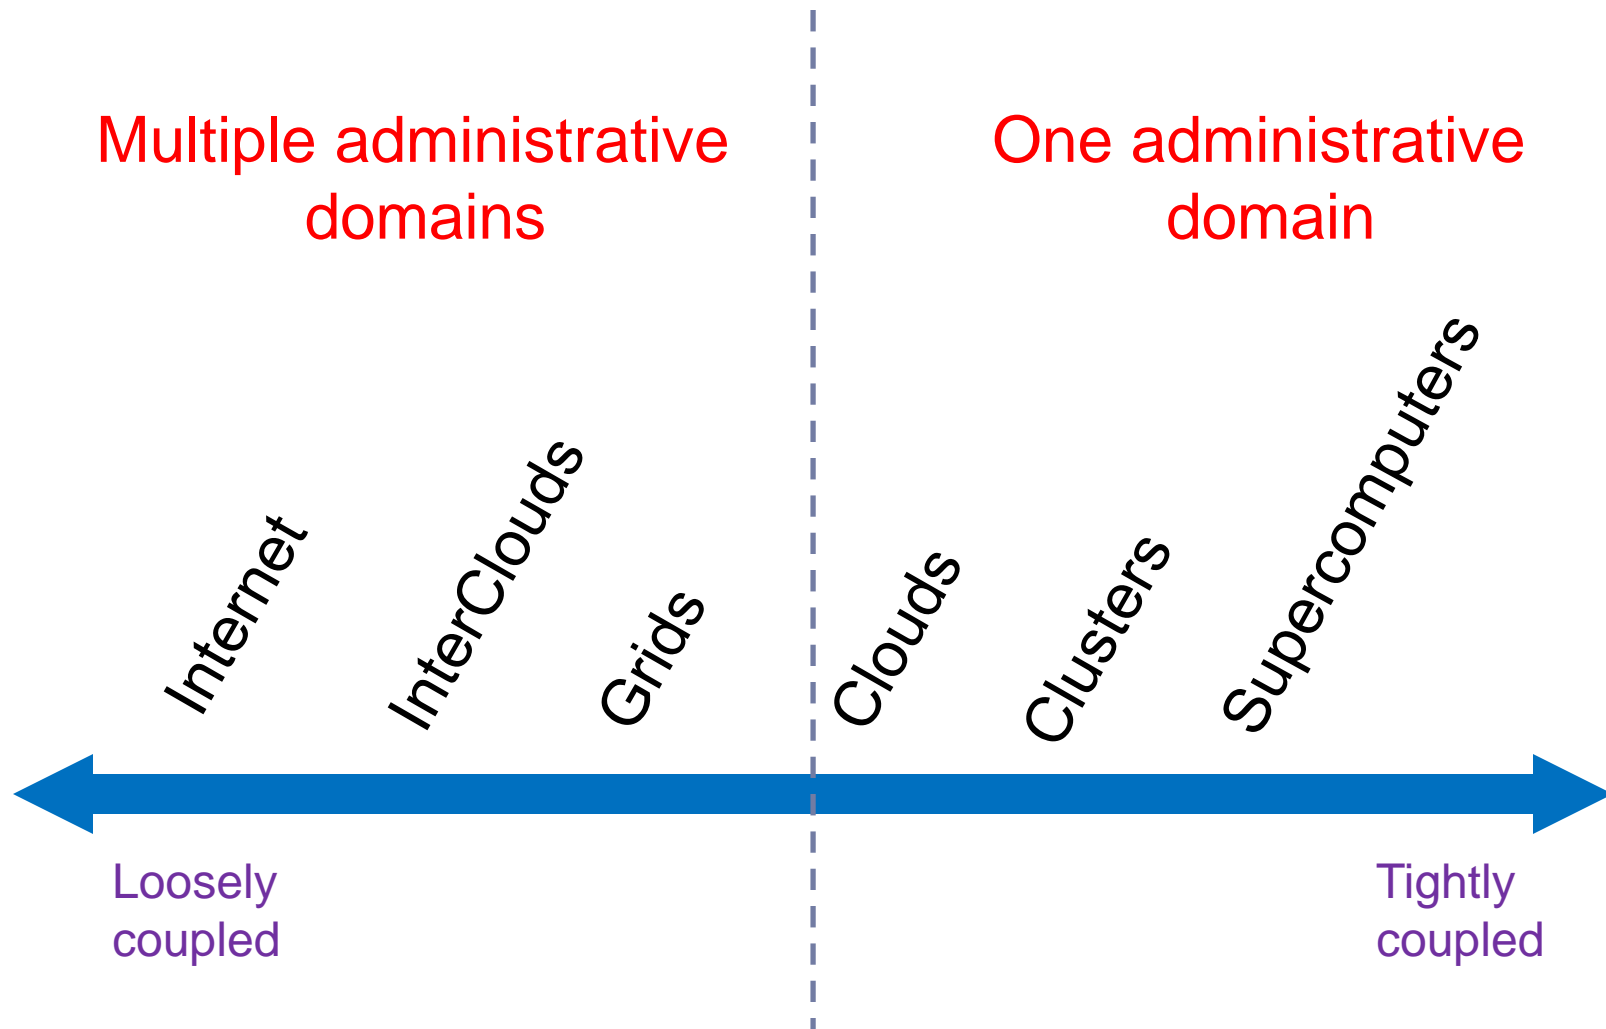 Multiple administrative
domains
One administrative
domain
Internet
InterClouds
Grids
Clouds
Clusters
Supercomputers
Loosely
coupled
Tightly
coupled